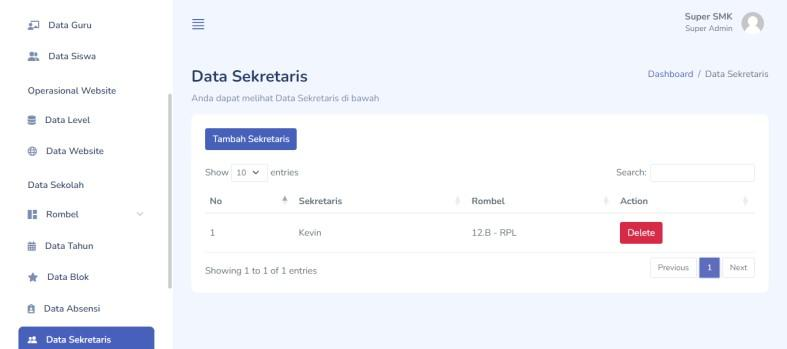 Data Guru
Data Siswa
Operasional Website
Data Level
Data Website
Data Sekolah
Rombel
Data Tahun
Data Blok
Data Absensi
Data Sekretaris
Super SMK
Super Admin
Data Sekretaris
Dashboard / Data Sekretaris
Anda dapat melihat Data Sekretaris di bawah
Tambah Sekretaris
Show 10 entries
Search:
No Sekretaris Rombel Action
1 Kevin 12.B - RPL Delete
Showing 1 to 1 of 1 entries
Previous 1 Next